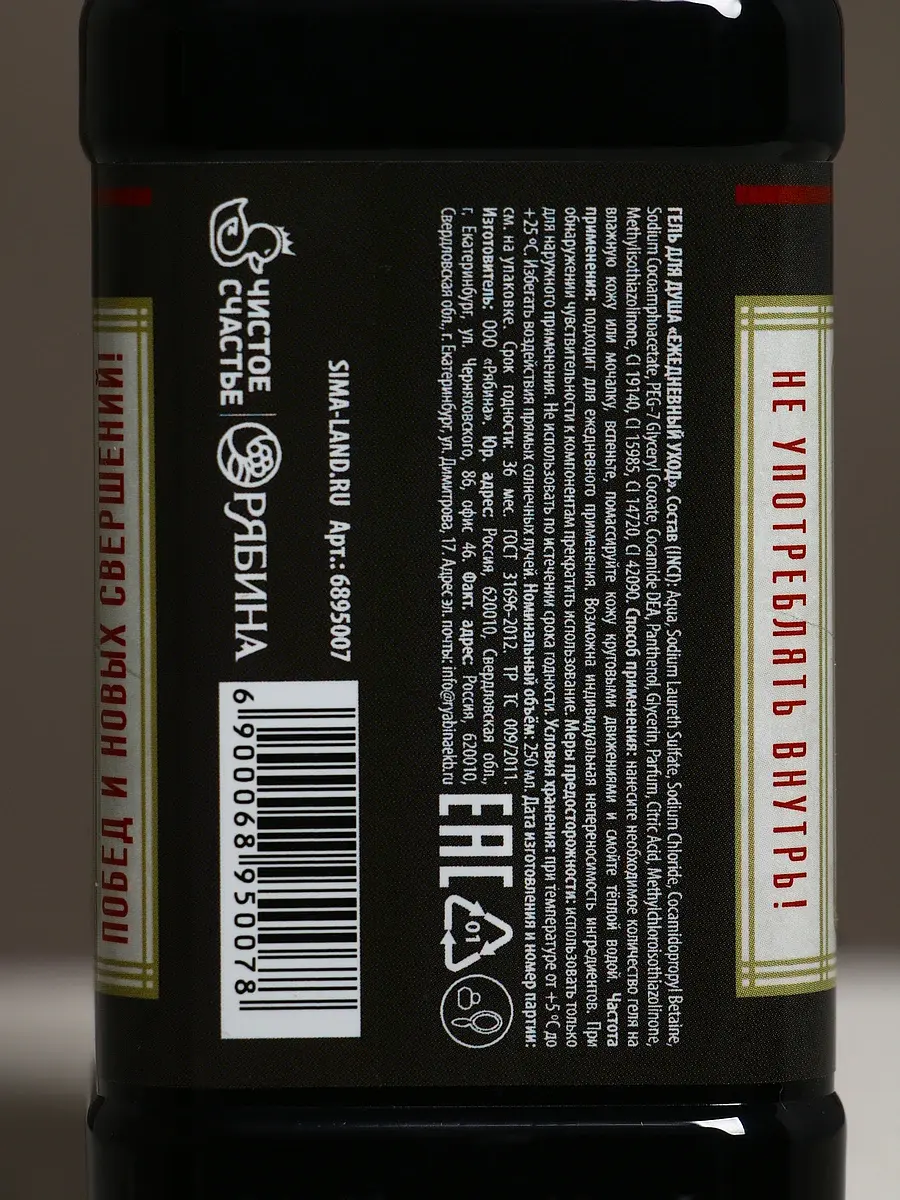 НЕ УПОТРЕБЛЯТЬ ВНУТРЬ!
ГЕЛЬ ДЛЯ ДУША «ЕЖЕДНЕВНЫЙ УХОД». Состав (INCI): Aqua, Sodium Laureth Sulfate, Sodium Chloride, Cocamidopropyl Betaine,
Sodium Cocoamphoacetate, PEG-7 Glyceryl Cocoate, Cocamide DEA, Panthenol, Glycerin, Parfum, Citric Acid, Methylchloroisothiazolinone,
Methylisothiazolinone, CI 19140, CI 15985, CI 14720, CI 42090. Способ применения: нанесите необходимое количество геля на
влажную кожу или мочалку, вспеньте, помассируйте кожу круговыми движениями и смойте тёплой водой. Частота
применения: подходит для ежедневного применения. Возможна индивидуальная непереносимость ингредиентов. При
обнаружении чувствительности к компонентам прекратить использование. Меры предосторожности: использовать только
для наружного применения. Не использовать по истечении срока годности. Условия хранения: при температуре от +5 °С до
+25 °С. Избегать воздействия прямых солнечных лучей. Номинальный объём: 250 мл. Дата изготовления и номер партии:
см. на упаковке. Срок годности: 36 мес. ГОСТ 31696-2012. ТР ТС 009/2011.
Изготовитель: ООО «Рябина». Юр. адрес: Россия, 620010, Свердловская обл.,
г. Екатеринбург, ул. Черняховского, 86, офис 46. Факт. адрес: Россия, 620010,
Свердловская обл., г. Екатеринбург, ул. Димитрова, 17. Адрес эл. почты: info@ryabinaekb.ru
EAC
01
SIMA-LAND.RU Арт.: 6895007
ЧИСТОЕ
СЧАСТЬЕ
РЯБИНА
6900068950078
ПОБЕД И НОВЫХ СВЕРШЕНИЙ!